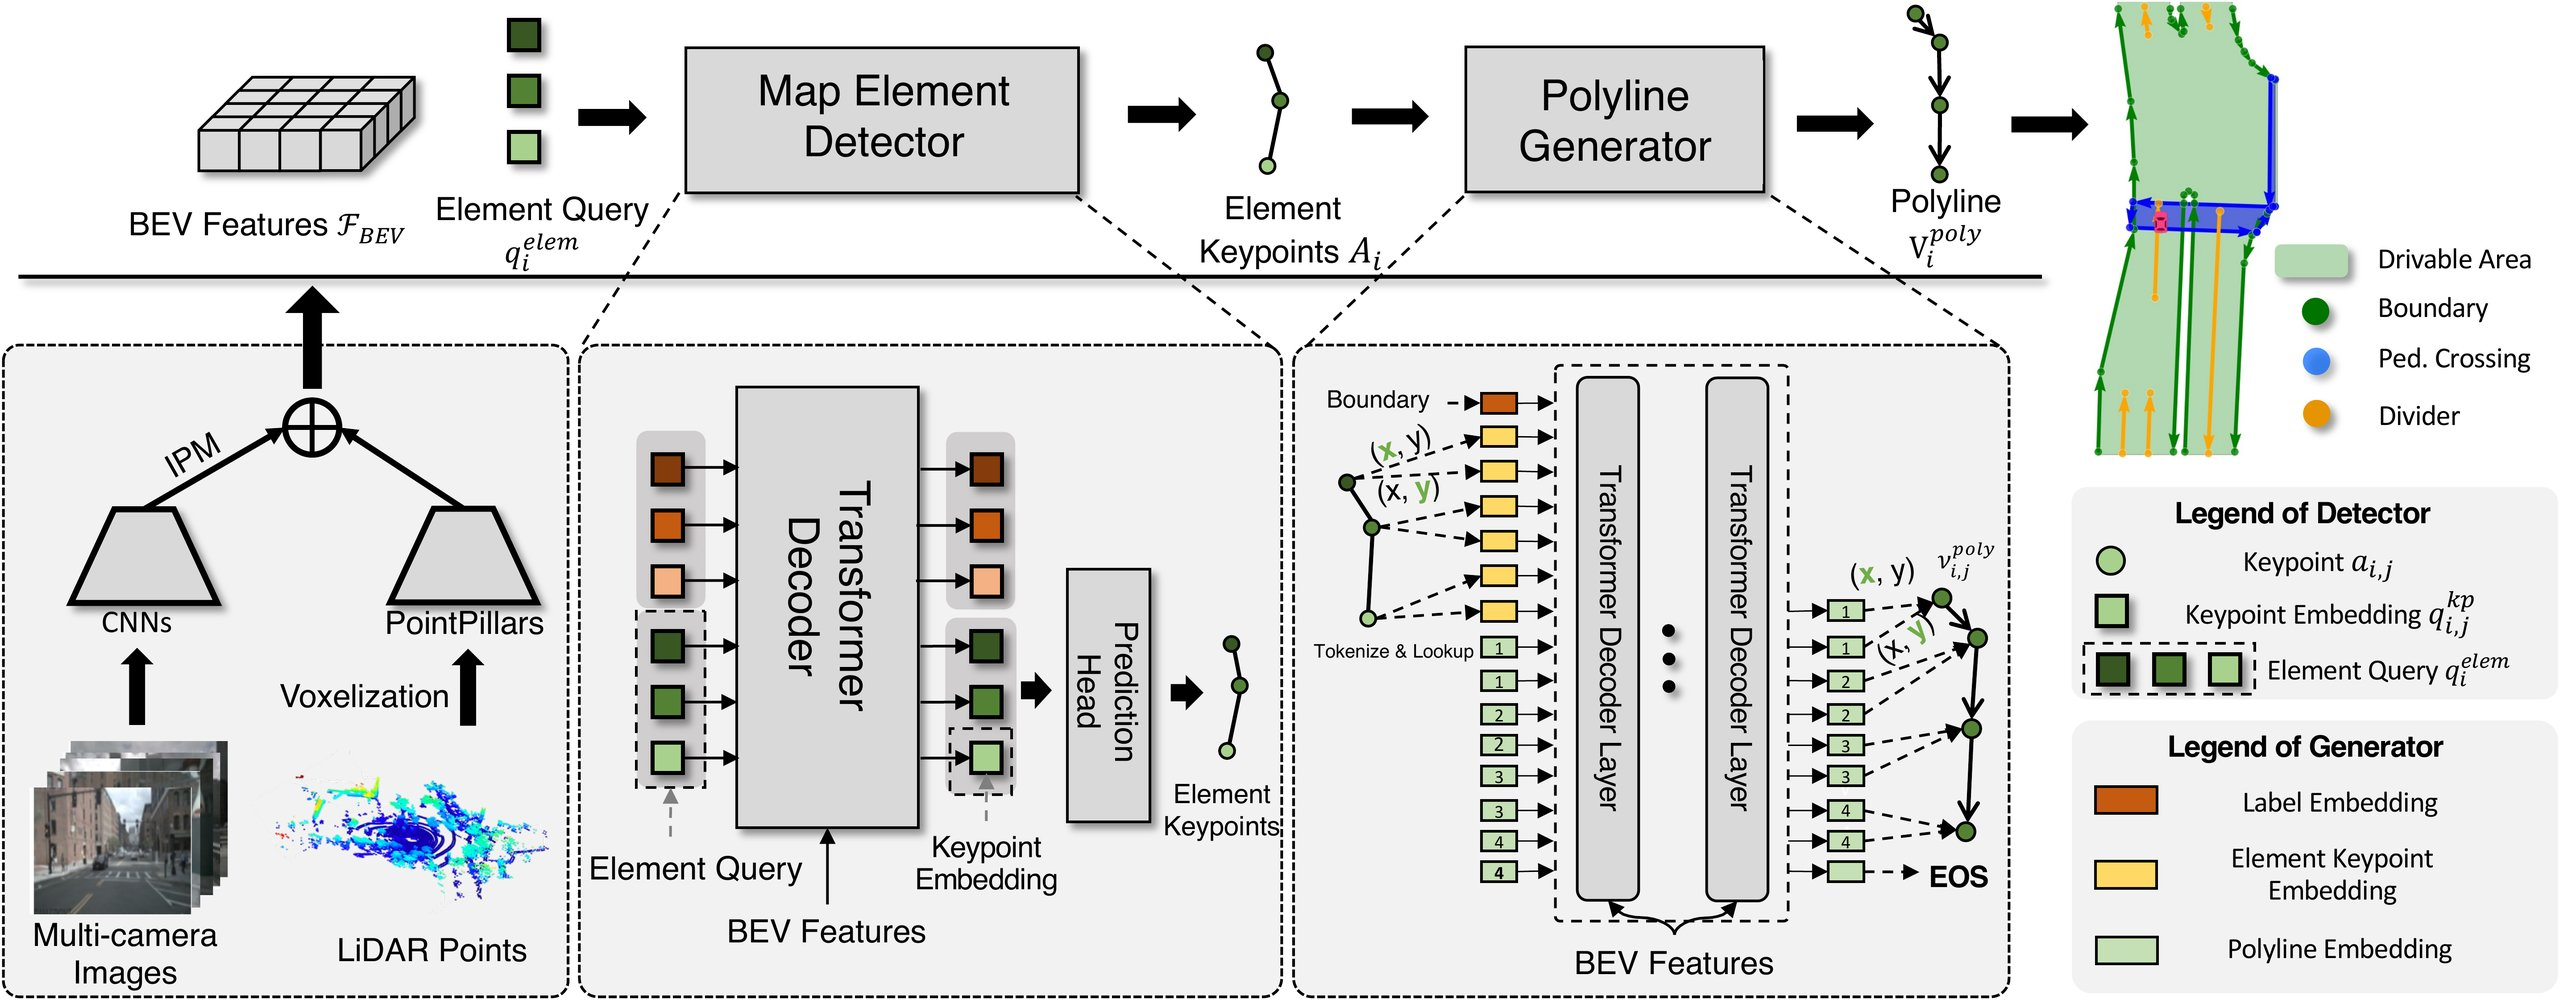 BEV Features ℱ_BEV
Element Query
q_i^elem
Map Element
Detector
Element
Keypoints A_i
Polyline
Generator
Polyline
V_i^poly
Drivable Area
Boundary
Ped. Crossing
Divider
IPM
CNNs
PointPillars
Voxelization
Multi-camera
Images
LiDAR Points
Transformer
Decoder
Element Query
BEV Features
Keypoint
Embedding
Prediction
Head
Element
Keypoints
Boundary
(x, y)
(x, y)
Tokenize & Lookup
1
1
2
2
3
3
4
4
Transformer Decoder Layer
Transformer Decoder Layer
BEV Features
1
1
2
2
3
3
4
4
(x, y)
(x, y)
v_{i,j}^poly
EOS
Legend of Detector
Keypoint a_{i,j}
Keypoint Embedding q_{i,j}^kp
Element Query q_i^elem
Legend of Generator
Label Embedding
Element Keypoint
Embedding
Polyline Embedding